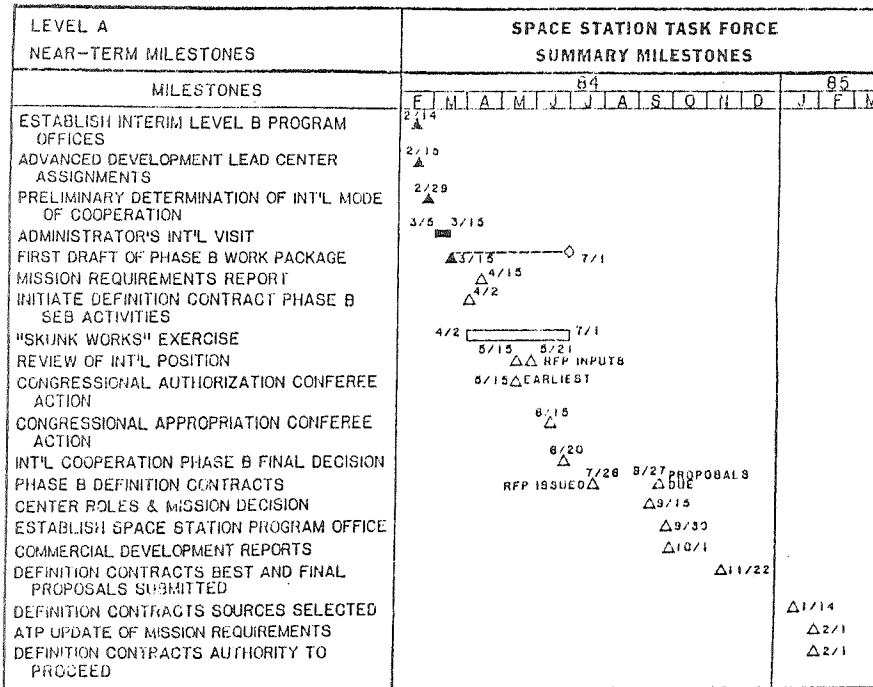 LEVEL A
NEAR-TERM MILESTONES
SPACE STATION TASK FORCE
SUMMARY MILESTONES
MILESTONES
84
85
F M A M J J A S O N D J F M
ESTABLISH INTERIM LEVEL B PROGRAM
OFFICES
2/14
ADVANCED DEVELOPMENT LEAD CENTER
ASSIGNMENTS
2/15
PRELIMINARY DETERMINATION OF INT'L MODE
OF COOPERATION
2/29
ADMINISTRATOR'S INT'L VISIT
3/5 3/15
FIRST DRAFT OF PHASE B WORK PACKAGE
3/15 7/1
MISSION REQUIREMENTS REPORT
4/15
INITIATE DEFINITION CONTRACT PHASE B
SEB ACTIVITIES
4/2
"SKUNK WORKS" EXERCISE
4/2 7/1
REVIEW OF INT'L POSITION
5/15 5/21 RFP INPUTS
CONGRESSIONAL AUTHORIZATION CONFEREE
ACTION
5/15 EARLIEST
CONGRESSIONAL APPROPRIATION CONFEREE
ACTION
6/15
INT'L COOPERATION PHASE B FINAL DECISION
6/20
PHASE B DEFINITION CONTRACTS
RFP ISSUED 7/26 9/27 PROPOSALS
DUE
CENTER ROLES & MISSION DECISION
9/15
ESTABLISH SPACE STATION PROGRAM OFFICE
9/30
COMMERCIAL DEVELOPMENT REPORTS
10/1
DEFINITION CONTRACTS BEST AND FINAL
PROPOSALS SUBMITTED
11/22
DEFINITION CONTRACTS SOURCES SELECTED
1/14
ATP UPDATE OF MISSION REQUIREMENTS
2/1
DEFINITION CONTRACTS AUTHORITY TO
PROCEED
2/1